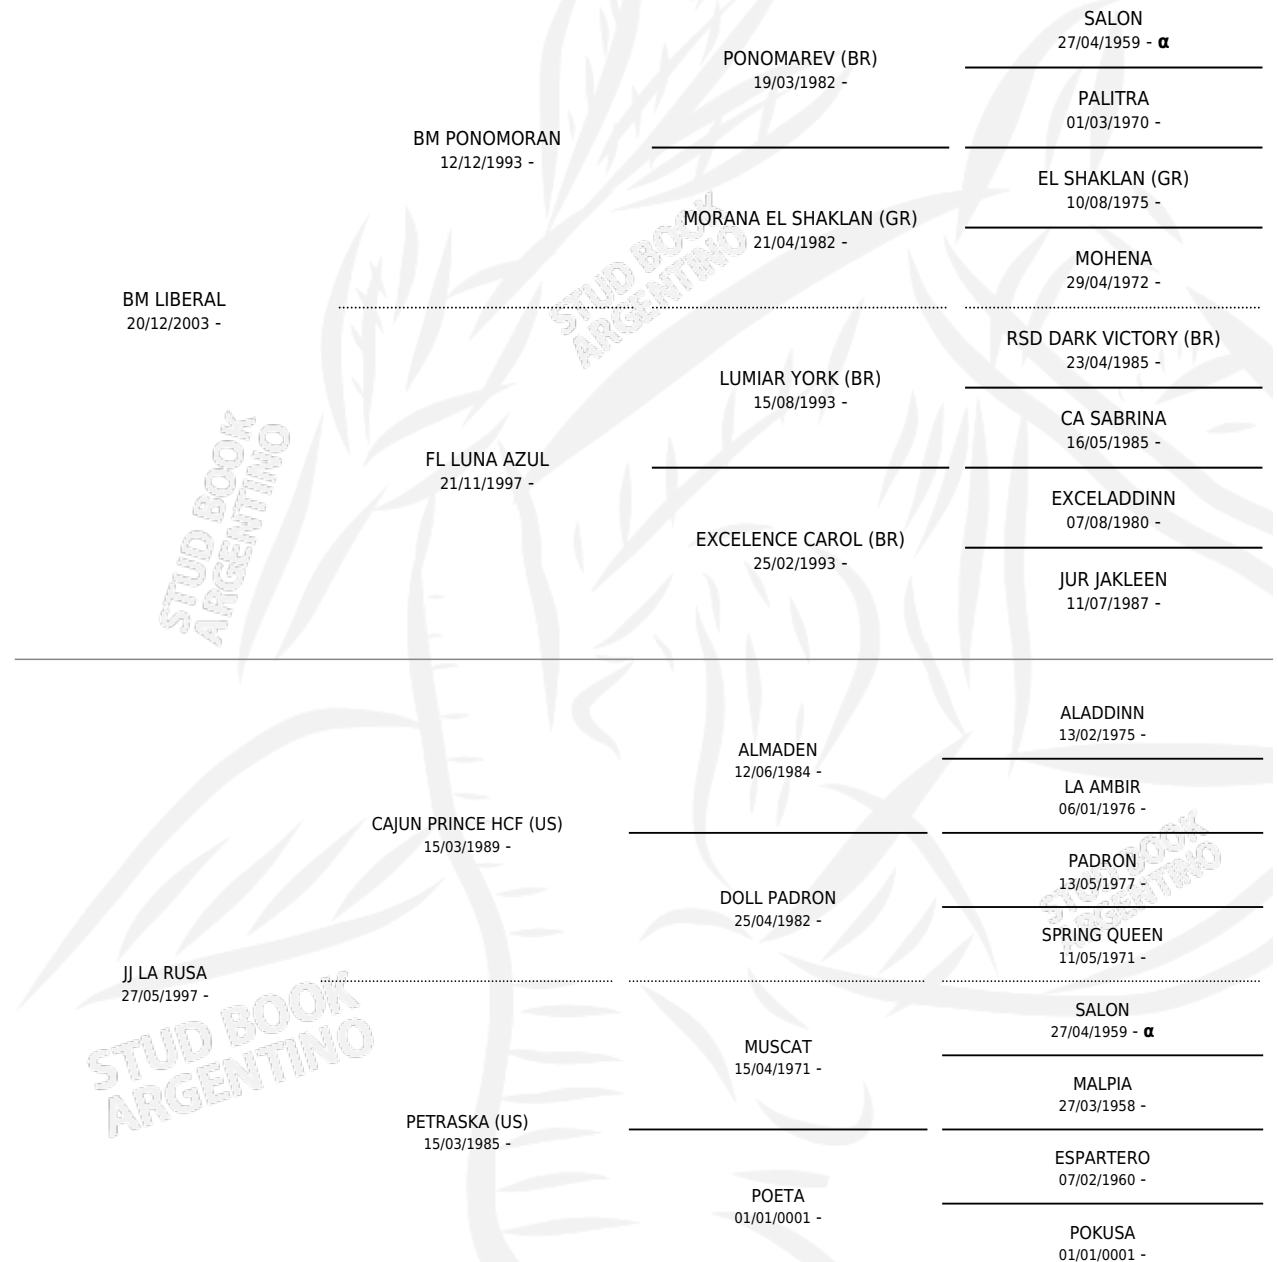 SALON
27/04/1959 - α
PONOMAREV (BR)
19/03/1982 -
PALITRA
01/03/1970 -
BM PONOMORAN
12/12/1993 -
EL SHAKLAN (GR)
10/08/1975 -
MORANA EL SHAKLAN (GR)
21/04/1982 -
MOHENA
29/04/1972 -
BM LIBERAL
20/12/2003 -
RSD DARK VICTORY (BR)
23/04/1985 -
LUMIAR YORK (BR)
15/08/1993 -
CA SABRINA
16/05/1985 -
FL LUNA AZUL
21/11/1997 -
EXCELADDINN
07/08/1980 -
EXCELENCE CAROL (BR)
25/02/1993 -
JUR JAKLEEN
11/07/1987 -
STUD BOOK
ARGENTINO
STUD BOOK
ARGENTINO
ALADDINN
13/02/1975 -
ALMADEN
12/06/1984 -
LA AMBIR
06/01/1976 -
CAJUN PRINCE HCF (US)
15/03/1989 -
PADRON
13/05/1977 -
DOLL PADRON
25/04/1982 -
SPRING QUEEN
11/05/1971 -
JJ LA RUSA
27/05/1997 -
SALON
27/04/1959 - α
MUSCAT
15/04/1971 -
MALPIA
27/03/1958 -
PETRASKA (US)
15/03/1985 -
ESPARTERO
07/02/1960 -
POETA
01/01/0001 -
POKUSA
01/01/0001 -
STUD BOOK
ARGENTINO
STUD BOOK
ARGENTINO